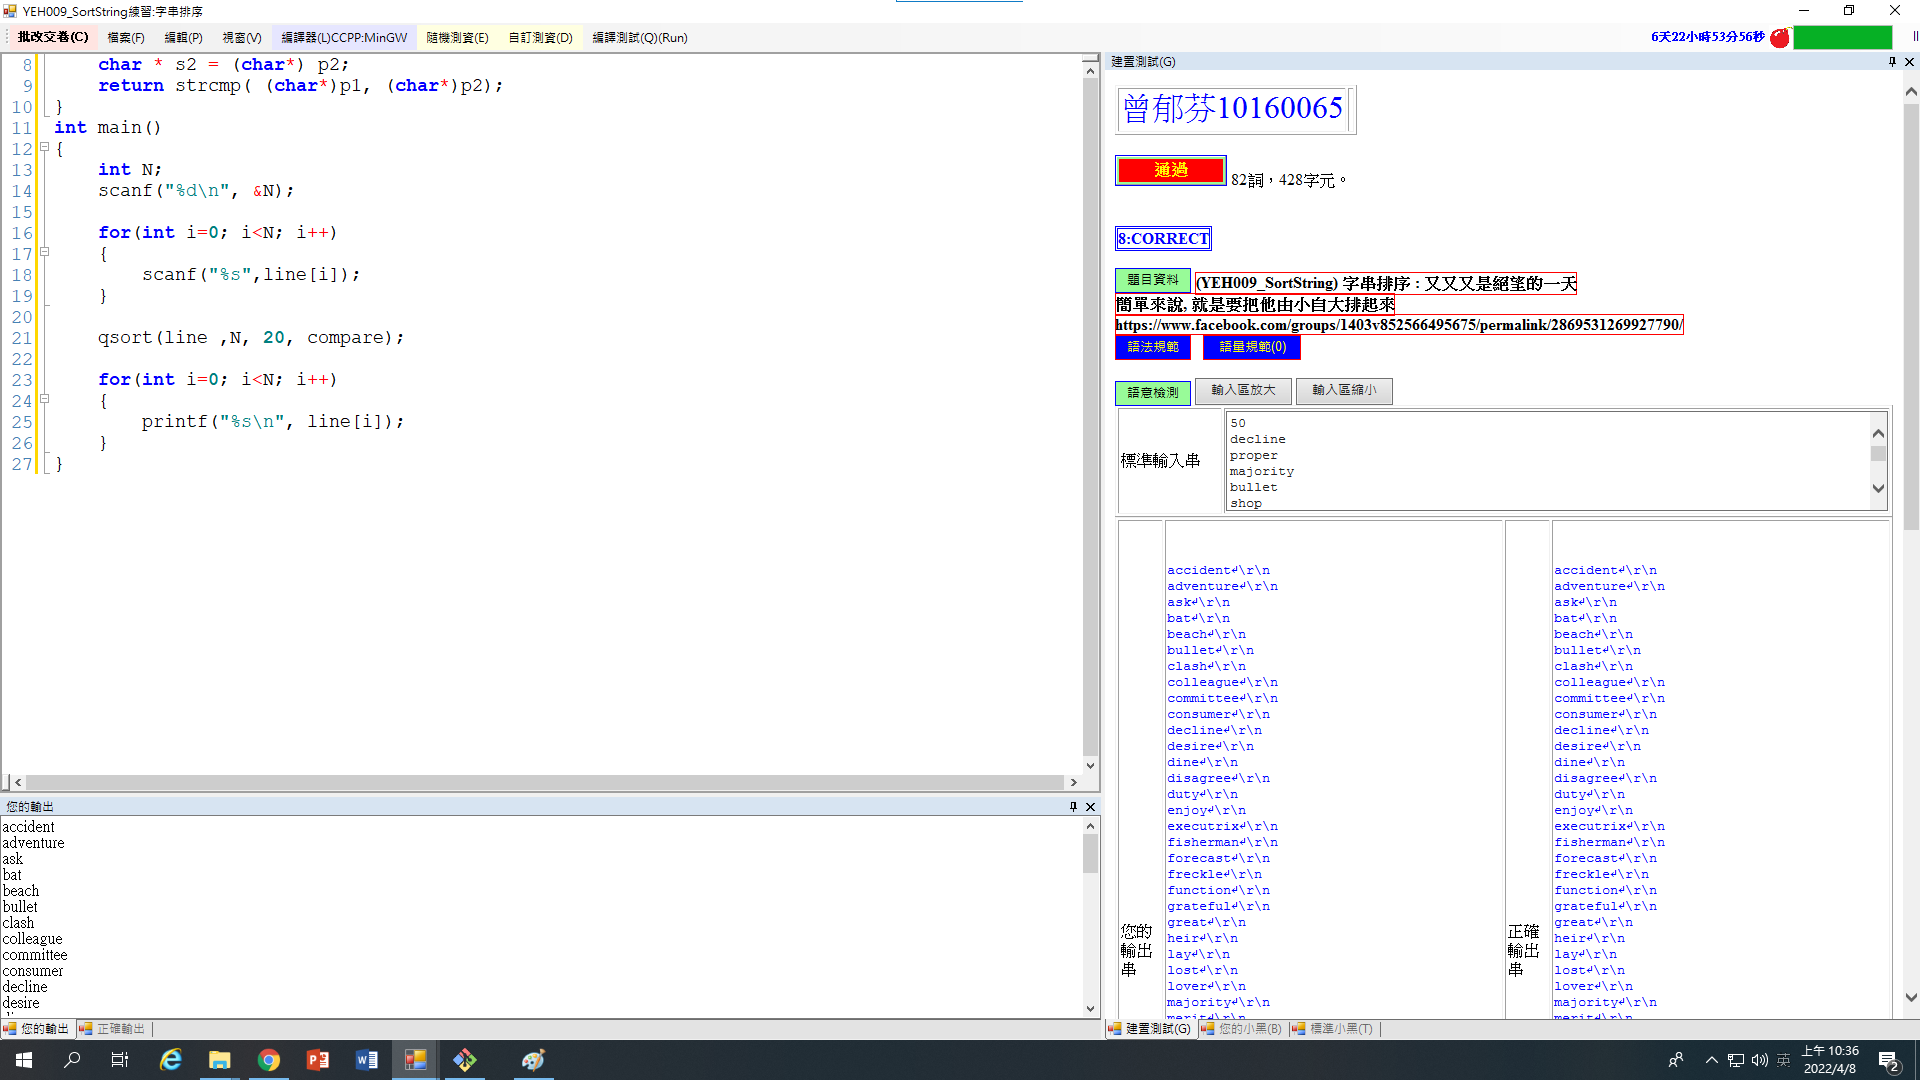 YEH009_SortString練習:字串排序
批改交卷(C) 檔案(F) 編輯(P) 視窗(V) 編譯器(L)CCPP:MinGW 隨機測資(E) 自訂測資(D) 編譯測試(Q)(Run) 6天22小時53分56秒
8 char * s2 = (char*) p2;
9 return strcmp( (char*)p1, (char*)p2);
10 }
11 int main()
12 {
13 int N;
14 scanf("%d\n", &N);
15
16 for(int i=0; i<N; i++)
17 {
18 scanf("%s",line[i]);
19 }
20
21 qsort(line ,N, 20, compare);
22
23 for(int i=0; i<N; i++)
24 {
25 printf("%s\n", line[i]);
26 }
27 }
您的輸出
accident
adventure
ask
bat
beach
bullet
clash
colleague
committee
consumer
decline
desire
您的輸出 正確輸出
建置測試(G)
曾郁芬10160065
通過 82詞，428字元。
8:CORRECT
題目資料 (YEH009_SortString) 字串排序 : 又又又是絕望的一天
簡單來說, 就是要把他由小自大排起來
https://www.facebook.com/groups/1403v852566495675/permalink/2869531269927790/
語法規範 語量規範(0)
語意檢測 輸入區放大 輸入區縮小
標準輸入串
50
decline
proper
majority
bullet
shop
您的輸出串
accident↵\r\n
adventure↵\r\n
ask↵\r\n
bat↵\r\n
beach↵\r\n
bullet↵\r\n
clash↵\r\n
colleague↵\r\n
committee↵\r\n
consumer↵\r\n
decline↵\r\n
desire↵\r\n
dine↵\r\n
disagree↵\r\n
duty↵\r\n
enjoy↵\r\n
executrix↵\r\n
fisherman↵\r\n
forecast↵\r\n
freckle↵\r\n
function↵\r\n
grateful↵\r\n
great↵\r\n
heir↵\r\n
lay↵\r\n
lost↵\r\n
lover↵\r\n
majority↵\r\n
merit↵\r\n
正確輸出串
accident↵\r\n
adventure↵\r\n
ask↵\r\n
bat↵\r\n
beach↵\r\n
bullet↵\r\n
clash↵\r\n
colleague↵\r\n
committee↵\r\n
consumer↵\r\n
decline↵\r\n
desire↵\r\n
dine↵\r\n
disagree↵\r\n
duty↵\r\n
enjoy↵\r\n
executrix↵\r\n
fisherman↵\r\n
forecast↵\r\n
freckle↵\r\n
function↵\r\n
grateful↵\r\n
great↵\r\n
heir↵\r\n
lay↵\r\n
lost↵\r\n
lover↵\r\n
majority↵\r\n
merit↵\r\n
建置測試(G) 您的小黑(B) 標準小黑(T)
英 上午 10:36
2022/4/8
2